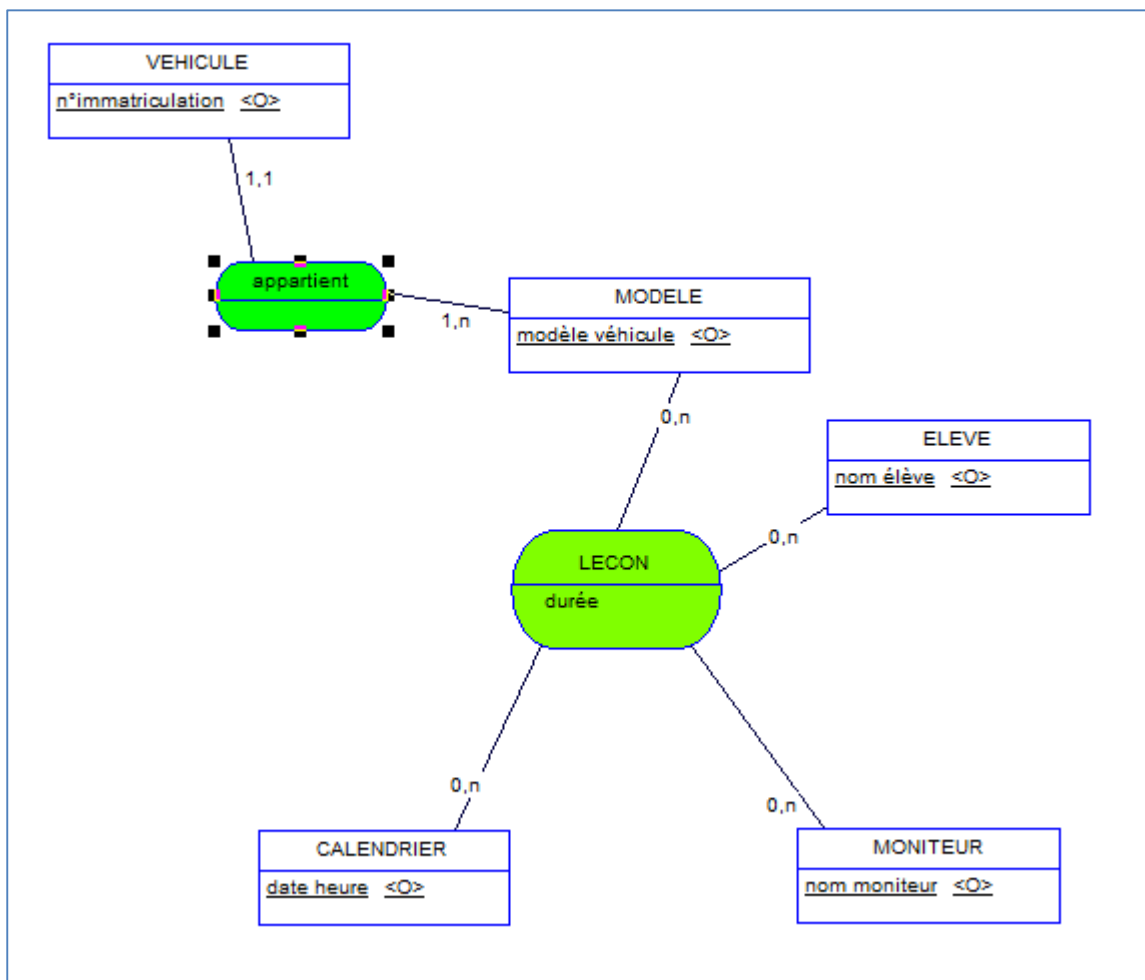 VEHICULE
n°immatriculation <O>
1,1
appartient
1,n
MODELE
modèle véhicule <O>
0,n
ELEVE
nom élève <O>
0,n
LECON
durée
0,n
0,n
CALENDRIER
date heure <O>
MONITEUR
nom moniteur <O>